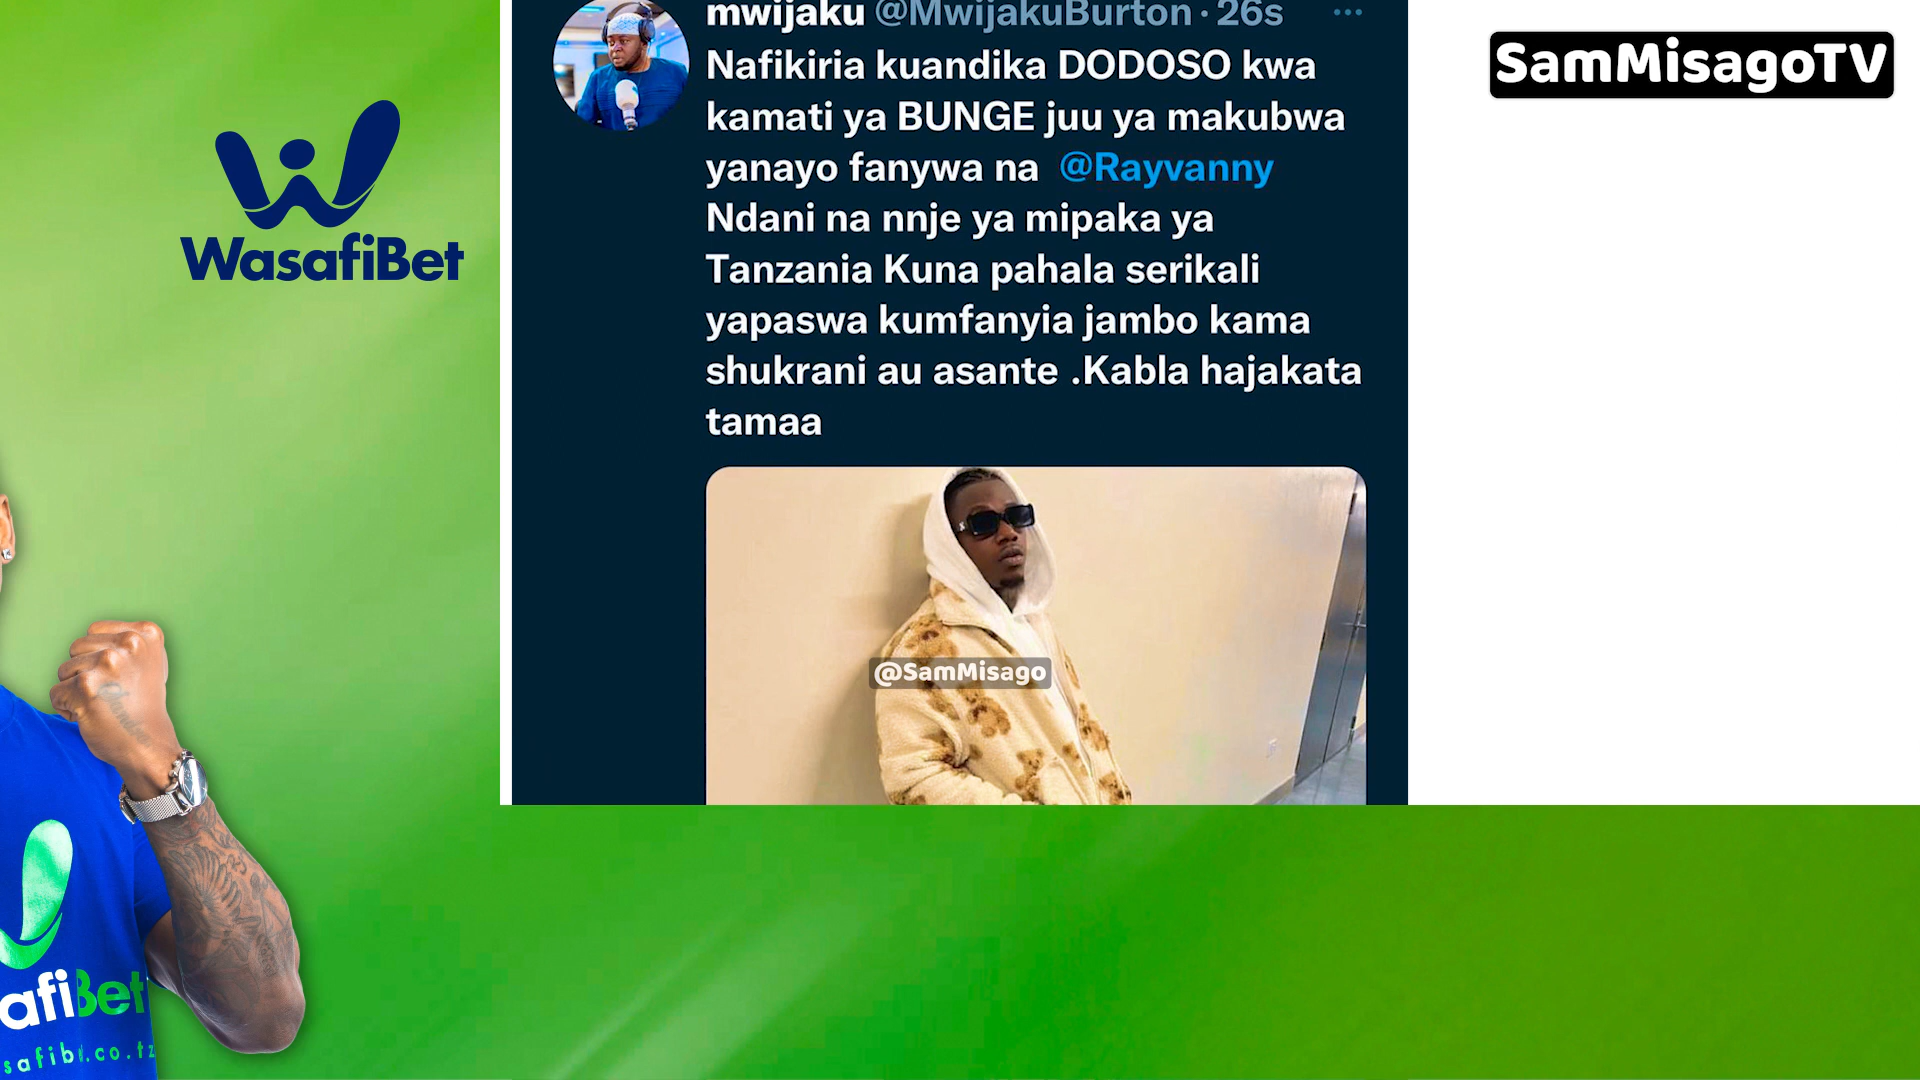 mwijaku @MwijakuBurton · 26s
Nafikiria kuandika DODOSO kwa
kamati ya BUNGE juu ya makubwa
yanayo fanywa na @Rayvanny
Ndani na nnje ya mipaka ya
Tanzania Kuna pahala serikali
yapaswa kumfanyia jambo kama
shukrani au asante .Kabla hajakata
tamaa
@SamMisago
SamMisagoTV
WasafiBet
afiBet